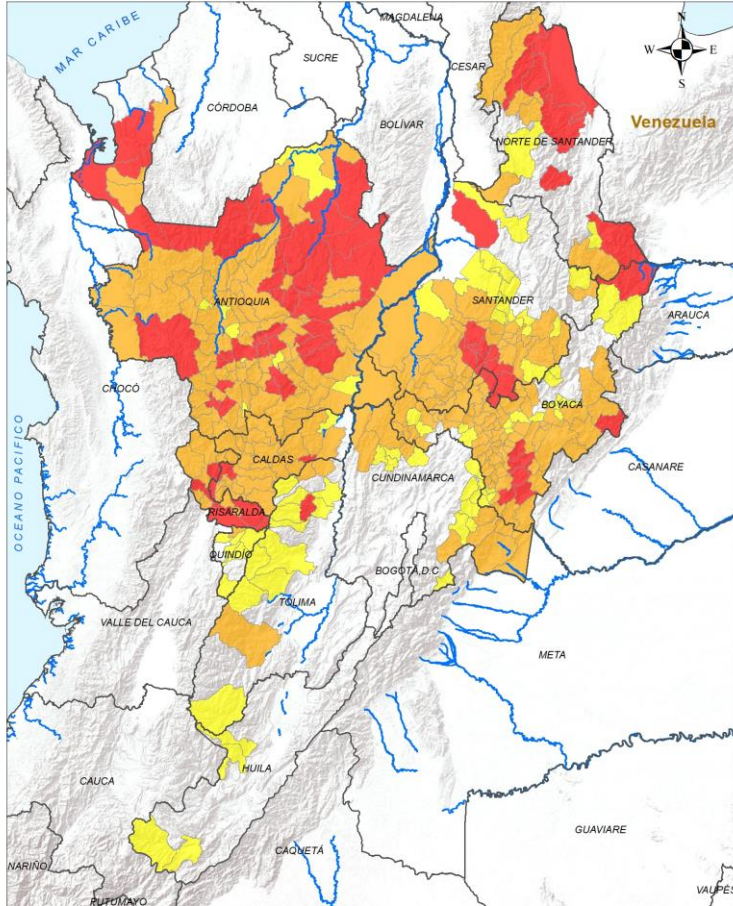 MAGDALENA
N
MAR CARIBE
W
E
SUCRE
CESAR
S
CÓRDOBA
BOLÍVAR
Venezuela
NORTE DE SANTANDER
ANTIOQUIA
SANTANDER
ARAUCA
CHOCÓ
BOYACÁ
CALDAS
CUNDINAMARCA
CASANARE
OCEANO PACIFICO
RISARALDA
QUINDÍO
BOGOTÁ, D.C
TOLIMA
VALLE DEL CAUCA
META
HUILA
CAUCA
GUAVIARE
NARIÑO
CAQUETÁ
PUTUMAYO
VAUPÉS